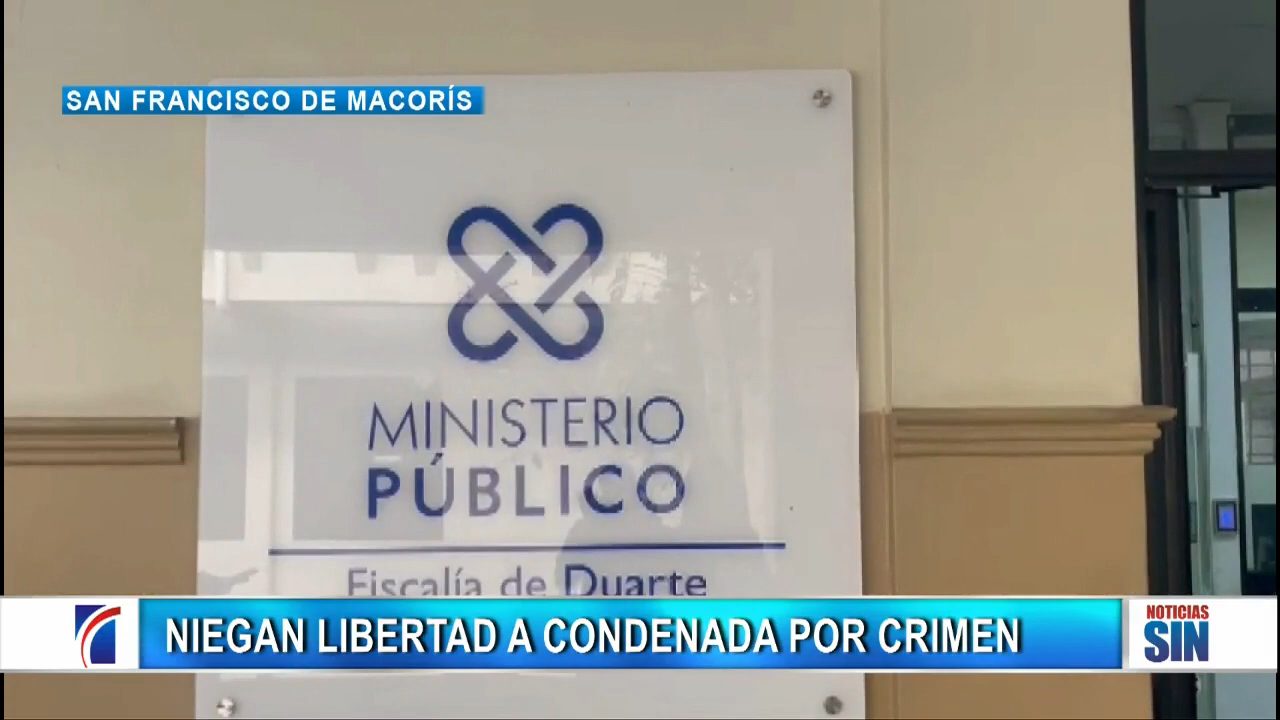 SAN FRANCISCO DE MACORÍS
MINISTERIO
PÚBLICO
Fiscalía de Duarte
NIEGAN LIBERTAD A CONDENADA POR CRIMEN
NOTICIAS
SIN